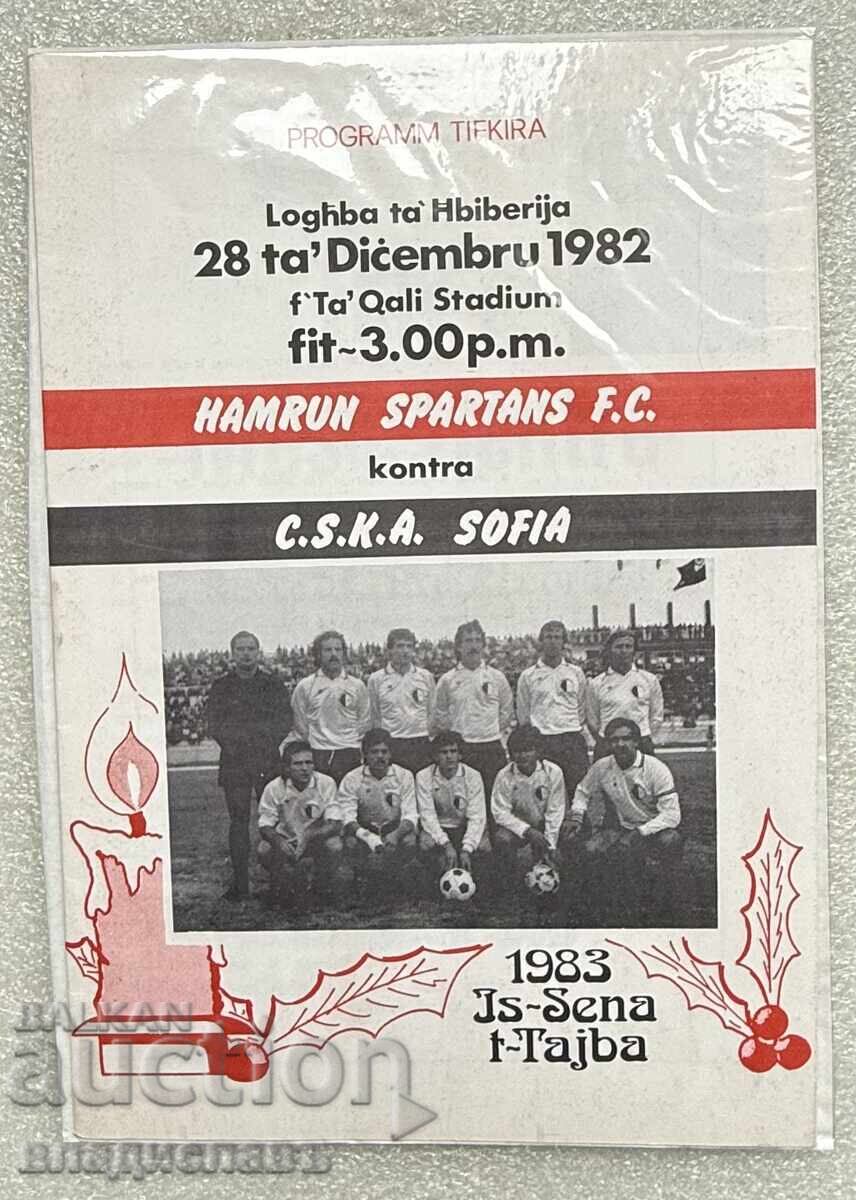 PROGRAMM TIFKIRA
Logħba ta' Ħbiberija
28 ta' Diċembru 1982
f'Ta' Qali Stadium
fit~3.00p.m.
HAMRUN SPARTANS F.C.
kontra
C.S.K.A. SOFIA
1983
Is~Sena
t~Tajba
BALKAN
auction
владиславъ